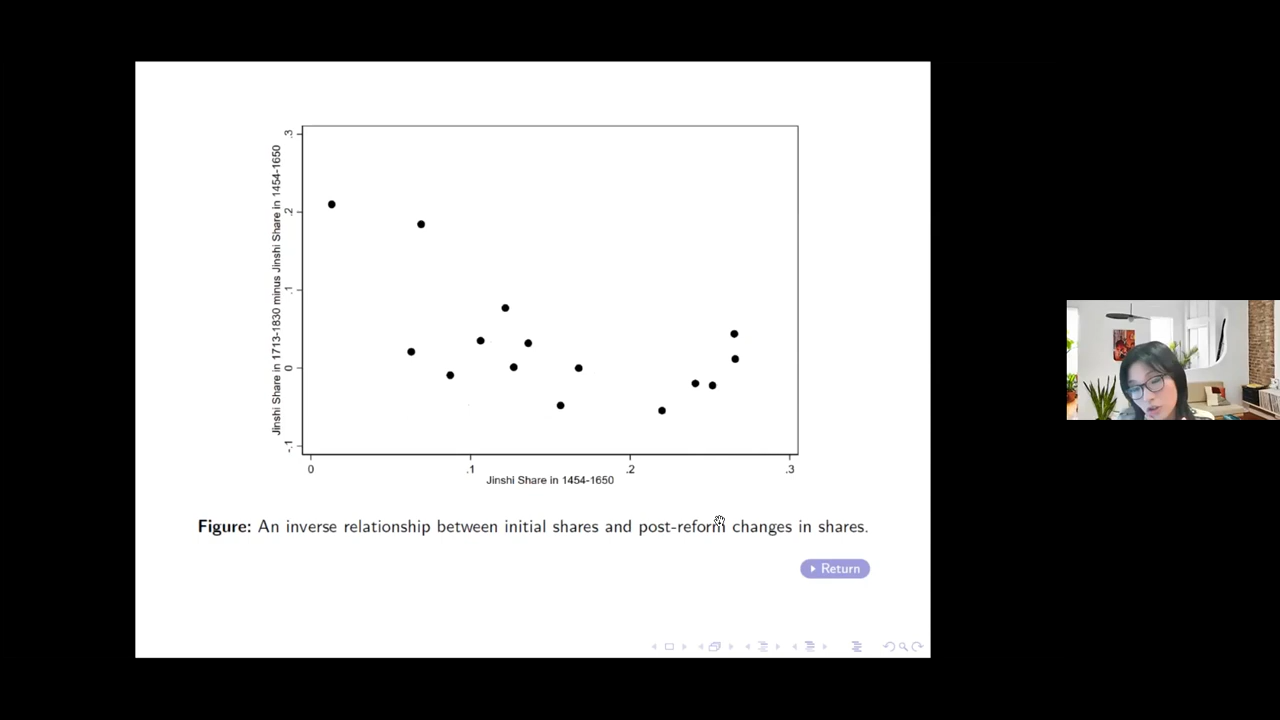 Jinshi Share in 1713-1830 minus Jinshi Share in 1454-1650
.3
.2
.1
0
-.1
0
.1
.2
.3
Jinshi Share in 1454-1650
Figure: An inverse relationship between initial shares and post-reform changes in shares.
Return